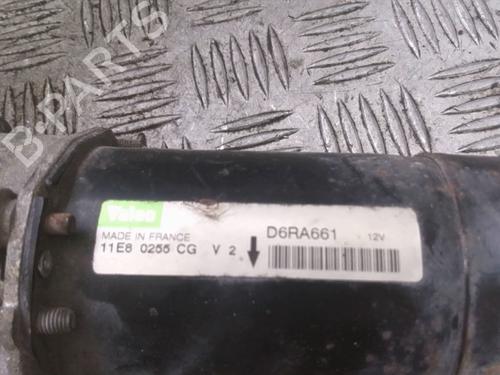 B-PARTS
Valeo
MADE IN FRANCE
11E8 0255 CG V 2
D6RA661 12V